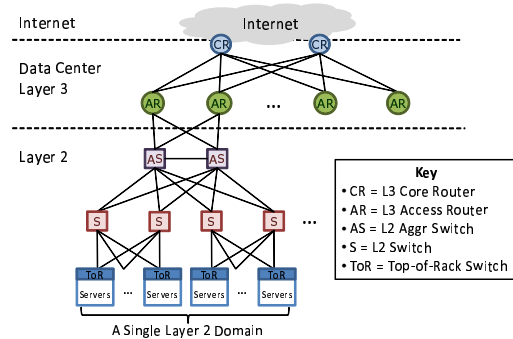 Internet
Internet
CR
CR
Data Center
Layer 3
AR
AR
...
AR
AR
Layer 2
AS
AS
S
S
S
S
...
ToR
ToR
ToR
ToR
Servers
...
Servers
Servers
...
Servers
A Single Layer 2 Domain
Key
• CR = L3 Core Router
• AR = L3 Access Router
• AS = L2 Aggr Switch
• S = L2 Switch
• ToR = Top-of-Rack Switch